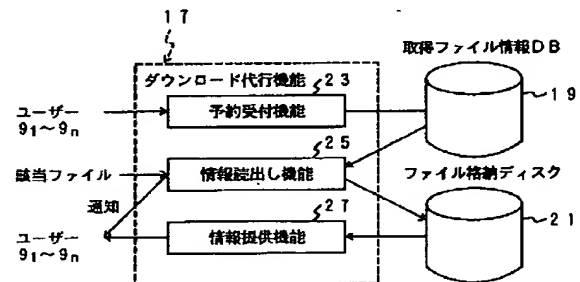 17
取得ファイル情報DB
ダウンロード代行機能
23
予約受付機能
19
ユーザー
9₁~9ₙ
25
該当ファイル
情報読出し機能
ファイル格納ディスク
通知
27
情報提供機能
21
ユーザー
9₁~9ₙ